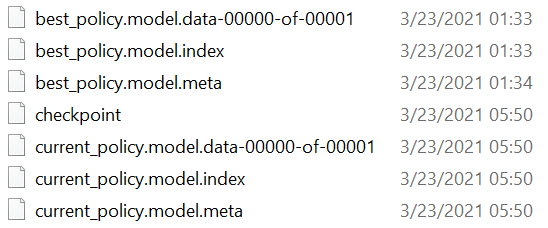 best_policy.model.data-00000-of-00001 3/23/2021 01:33
best_policy.model.index 3/23/2021 01:33
best_policy.model.meta 3/23/2021 01:34
checkpoint 3/23/2021 05:50
current_policy.model.data-00000-of-00001 3/23/2021 05:50
current_policy.model.index 3/23/2021 05:50
current_policy.model.meta 3/23/2021 05:50